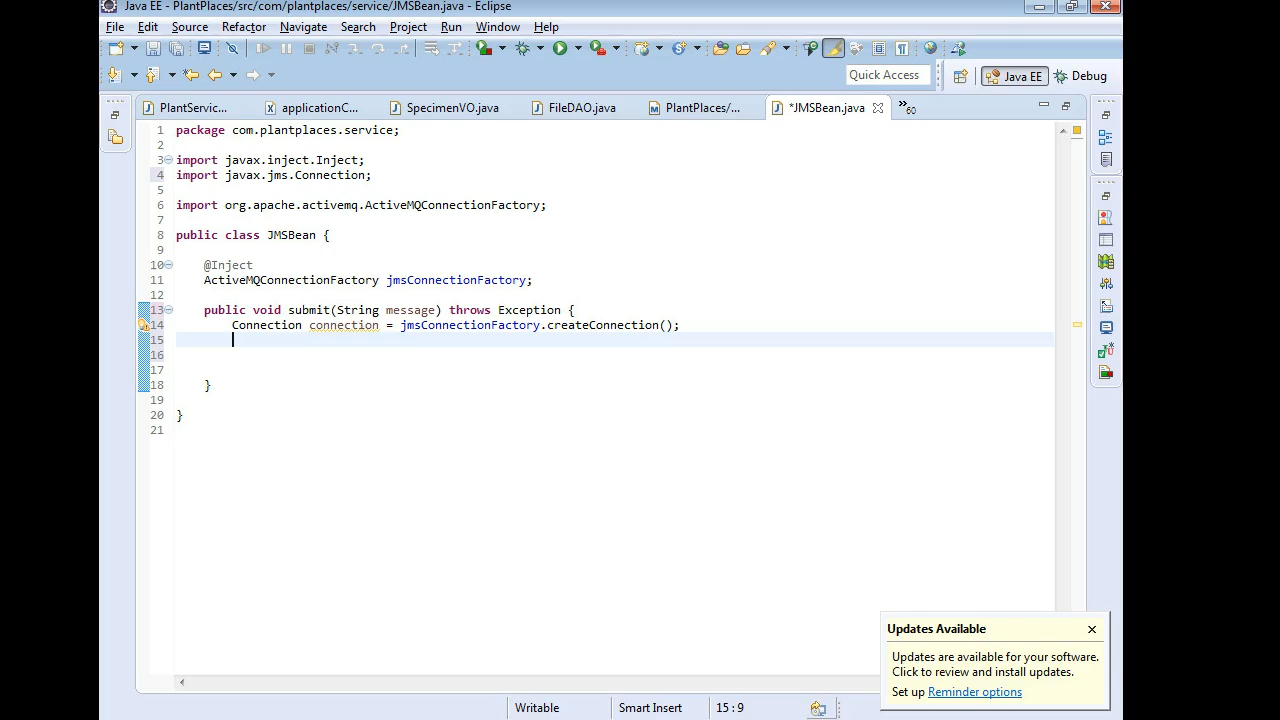 Java EE - PlantPlaces/src/com/plantplaces/service/JMSBean.java - Eclipse
File Edit Source Refactor Navigate Search Project Run Window Help
Quick Access Java EE Debug
PlantServic... applicationC... SpecimenVO.java FileDAO.java PlantPlaces/... *JMSBean.java »60
1 package com.plantplaces.service;
2
3 import javax.inject.Inject;
4 import javax.jms.Connection;
5
6 import org.apache.activemq.ActiveMQConnectionFactory;
7
8 public class JMSBean {
9
10 @Inject
11 ActiveMQConnectionFactory jmsConnectionFactory;
12
13 public void submit(String message) throws Exception {
14 Connection connection = jmsConnectionFactory.createConnection();
15
16
17
18 }
19
20 }
21
Updates Available
Updates are available for your software.
Click to review and install updates.
Set up Reminder options
Writable Smart Insert 15 : 9